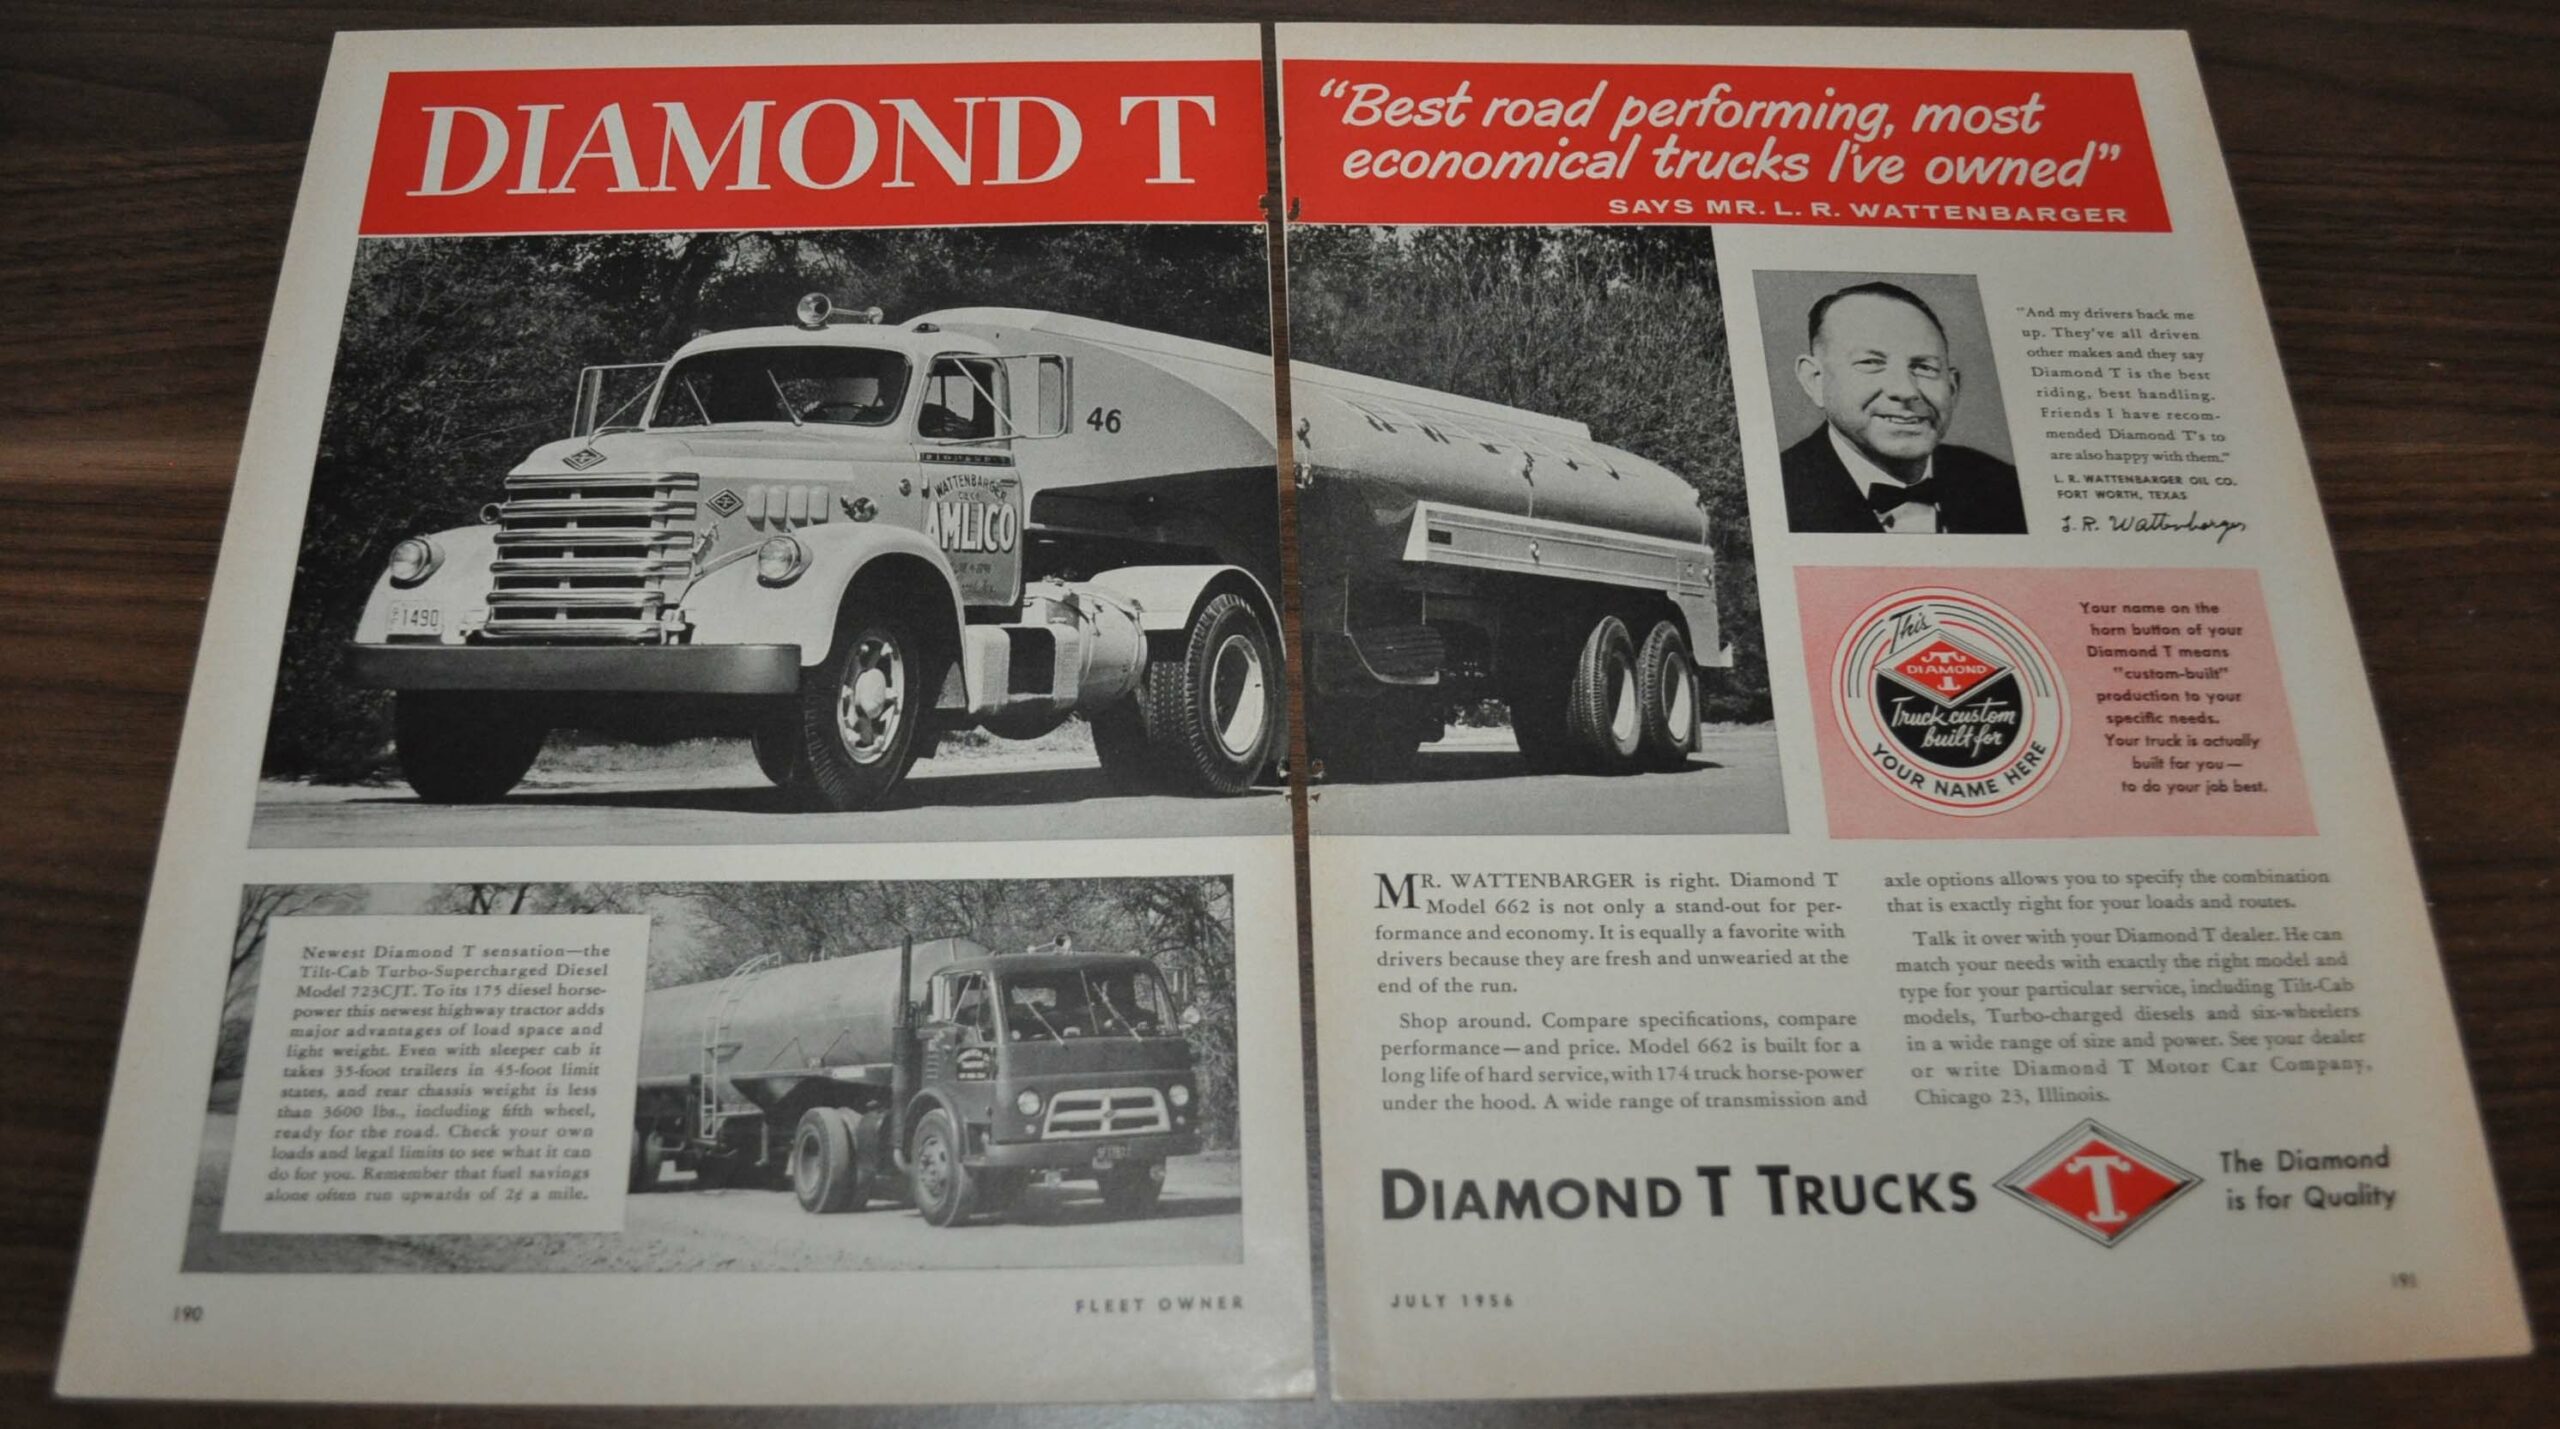 DIAMOND T
"Best road performing, most
economical trucks I've owned"
SAYS MR. L. R. WATTENBARGER
46
DIAMOND T
WATTENBARGER
OIL CO.
AMLICO
1490
"And my drivers back me
up. They've all driven
other makes and they say
Diamond T is the best
riding, best handling.
Friends I have recom-
mended Diamond T's to
are also happy with them."
L. R. WATTENBARGER OIL CO.
FORT WORTH, TEXAS
L. R. Wattenbarger
This
DIAMOND
T
Truck custom
built for
YOUR NAME HERE
Your name on the
horn button of your
Diamond T means
"custom-built"
production to your
specific needs.
Your truck is actually
built for you—
to do your job best.
Newest Diamond T sensation—the
Tilt-Cab Turbo-Supercharged Diesel
Model 723CJT. To its 175 diesel horse-
power this newest highway tractor adds
major advantages of load space and
light weight. Even with sleeper cab it
takes 35-foot trailers in 45-foot limit
states, and rear chassis weight is less
than 3600 lbs., including fifth wheel,
ready for the road. Check your own
loads and legal limits to see what it can
do for you. Remember that fuel savings
alone often run upwards of 2¢ a mile.
MR. WATTENBARGER is right. Diamond T
Model 662 is not only a stand-out for per-
formance and economy. It is equally a favorite with
drivers because they are fresh and unwearied at the
end of the run.
Shop around. Compare specifications, compare
performance—and price. Model 662 is built for a
long life of hard service, with 174 truck horse-power
under the hood. A wide range of transmission and
axle options allows you to specify the combination
that is exactly right for your loads and routes.
Talk it over with your Diamond T dealer. He can
match your needs with exactly the right model and
type for your particular service, including Tilt-Cab
models, Turbo-charged diesels and six-wheelers
in a wide range of size and power. See your dealer
or write Diamond T Motor Car Company,
Chicago 23, Illinois.
DIAMOND T TRUCKS
T
The Diamond
is for Quality
190
FLEET OWNER
JULY 1956
191